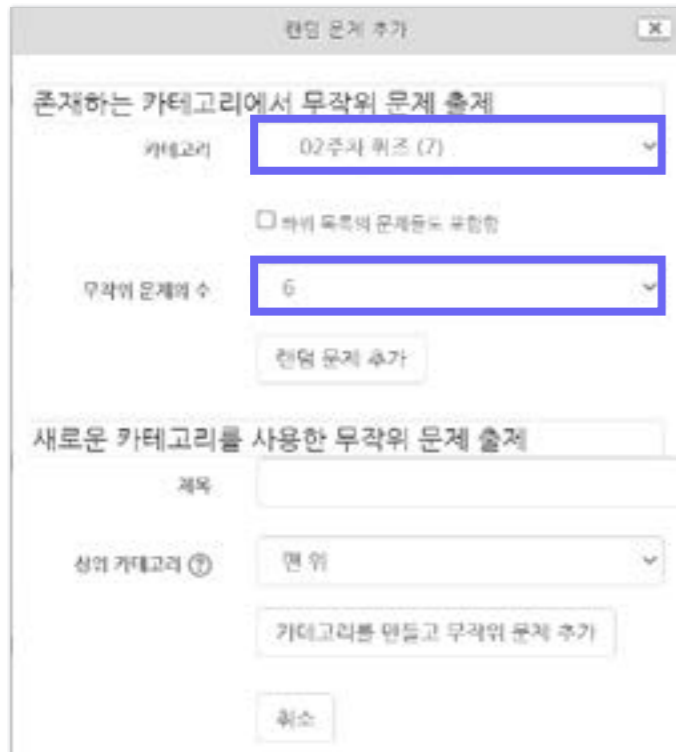 랜덤 문제 추가
존재하는 카테고리에서 무작위 문제 출제
카테고리
02주차 퀴즈 (7)
하위 목록의 문제들도 포함함
무작위 문제의 수
6
랜덤 문제 추가
새로운 카테고리를 사용한 무작위 문제 출제
제목
상위 카테고리 ?
맨 위
카테고리를 만들고 무작위 문제 추가
취소